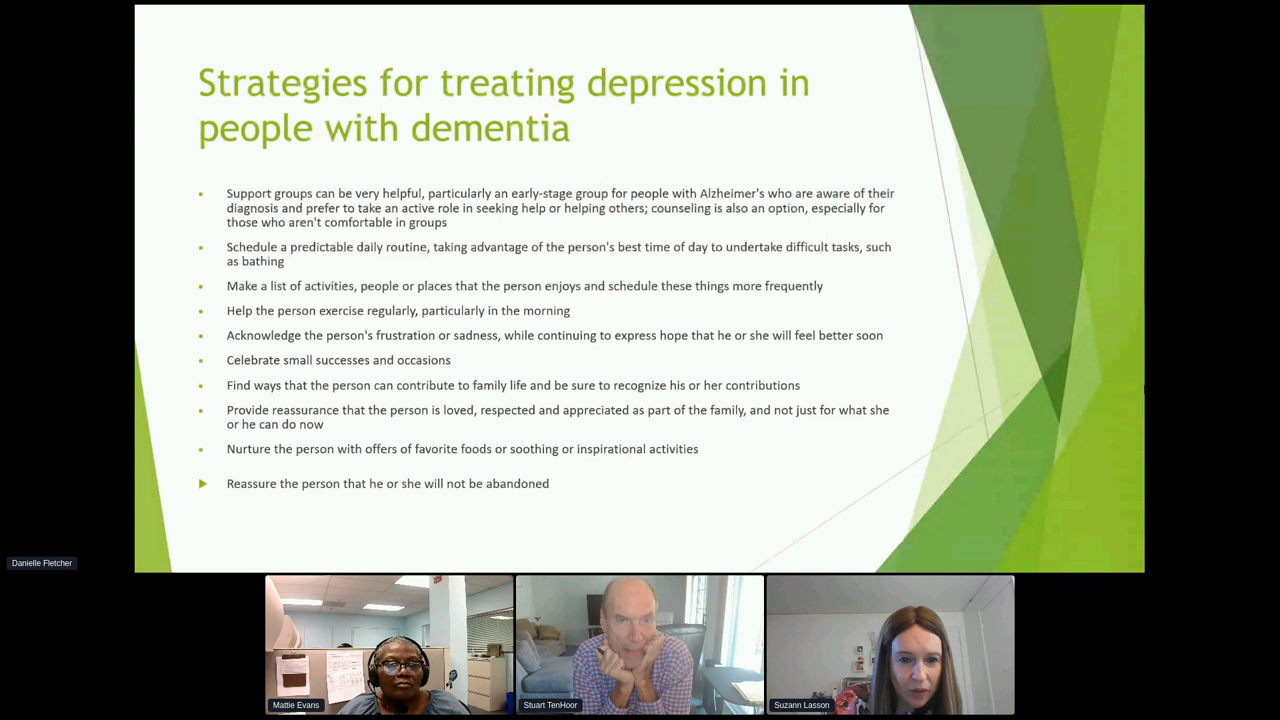 Strategies for treating depression in
people with dementia
Support groups can be very helpful, particularly an early-stage group for people with Alzheimer's who are aware of their
diagnosis and prefer to take an active role in seeking help or helping others; counseling is also an option, especially for
those who aren't comfortable in groups
Schedule a predictable daily routine, taking advantage of the person's best time of day to undertake difficult tasks, such
as bathing
Make a list of activities, people or places that the person enjoys and schedule these things more frequently
Help the person exercise regularly, particularly in the morning
Acknowledge the person's frustration or sadness, while continuing to express hope that he or she will feel better soon
Celebrate small successes and occasions
Find ways that the person can contribute to family life and be sure to recognize his or her contributions
Provide reassurance that the person is loved, respected and appreciated as part of the family, and not just for what she
or he can do now
Nurture the person with offers of favorite foods or soothing or inspirational activities
Reassure the person that he or she will not be abandoned
Danielle Fletcher
Mattie Evans
Stuart TenHoor
Suzann Lasson